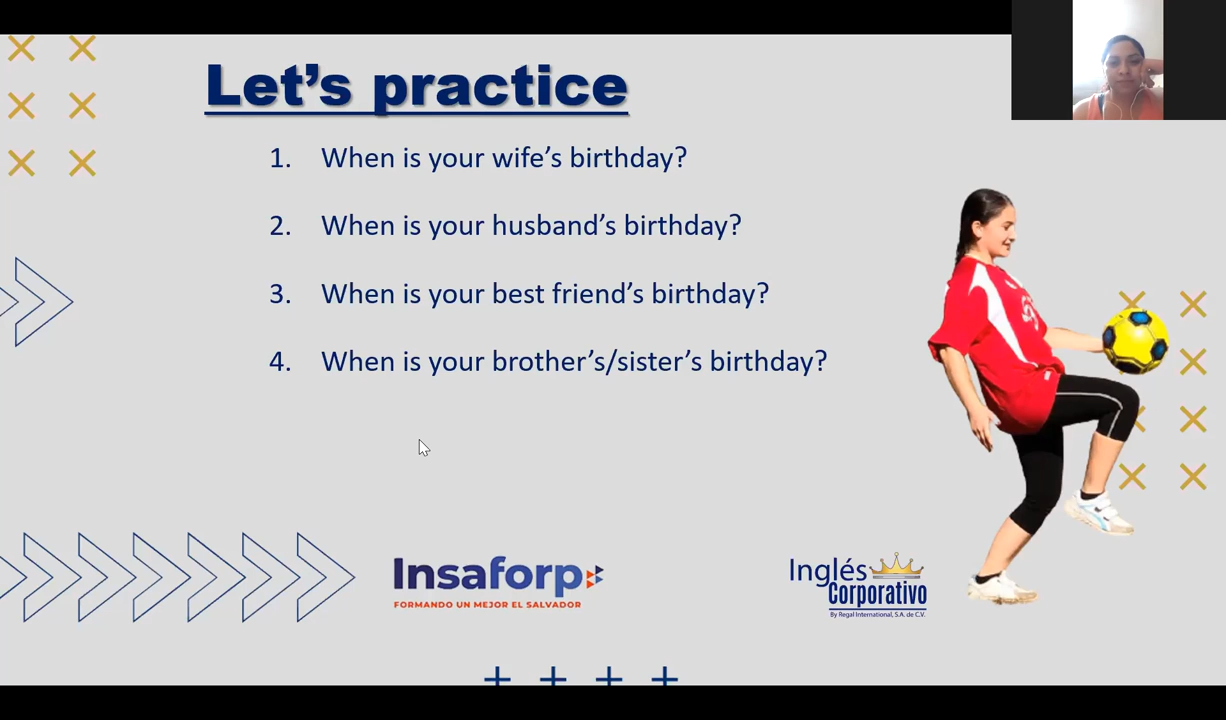 Let's practice
1. When is your wife's birthday?
2. When is your husband's birthday?
3. When is your best friend's birthday?
4. When is your brother's/sister's birthday?
Insaforp
FORMANDO UN MEJOR EL SALVADOR
Inglés
Corporativo
By Regal International, S.A. de C.V.